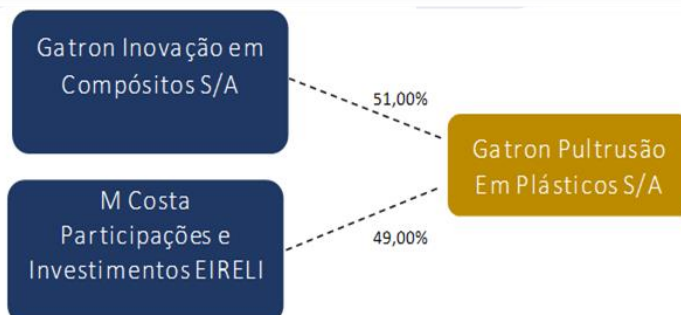 Gatron Inovação em
Compósitos S/A
51,00%
Gatron Pultrusão
Em Plásticos S/A
M Costa
Participações e
Investimentos EIRELI
49,00%